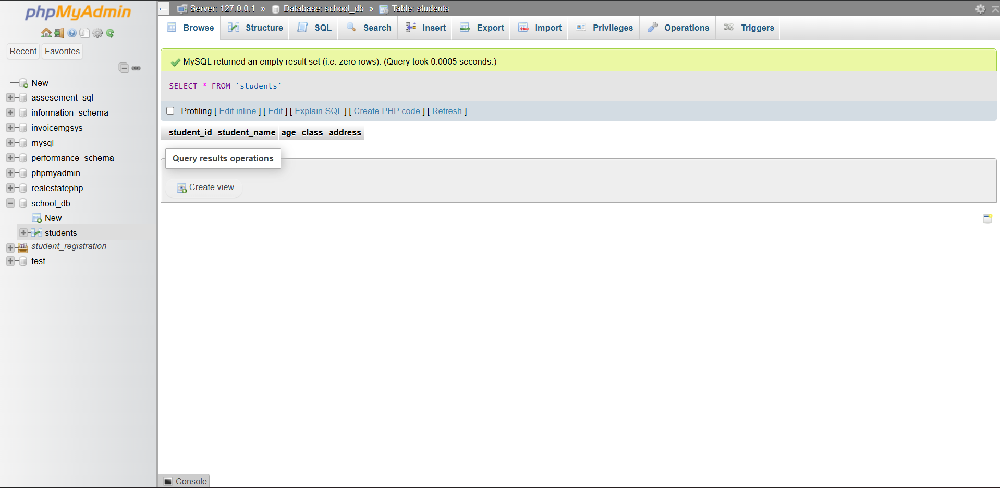 phpMyAdmin
Recent Favorites
New
assesement_sql
information_schema
invoicemgsys
mysql
performance_schema
phpmyadmin
realestatephp
school_db
New
students
student_registration
test
← Server: 127.0.0.1 » Database: school_db » Table: students
Browse Structure SQL Search Insert Export Import Privileges Operations Triggers
MySQL returned an empty result set (i.e. zero rows). (Query took 0.0005 seconds.)
SELECT * FROM `students`
Profiling [ Edit inline ] [ Edit ] [ Explain SQL ] [ Create PHP code ] [ Refresh ]
student_id student_name age class address
Query results operations
Create view
Console